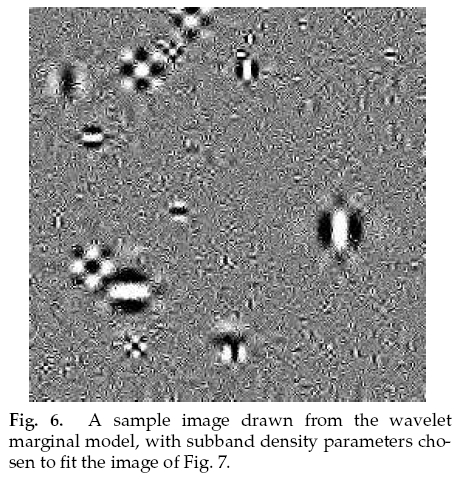 Fig. 6. A sample image drawn from the wavelet
marginal model, with subband density parameters cho-
sen to fit the image of Fig. 7.